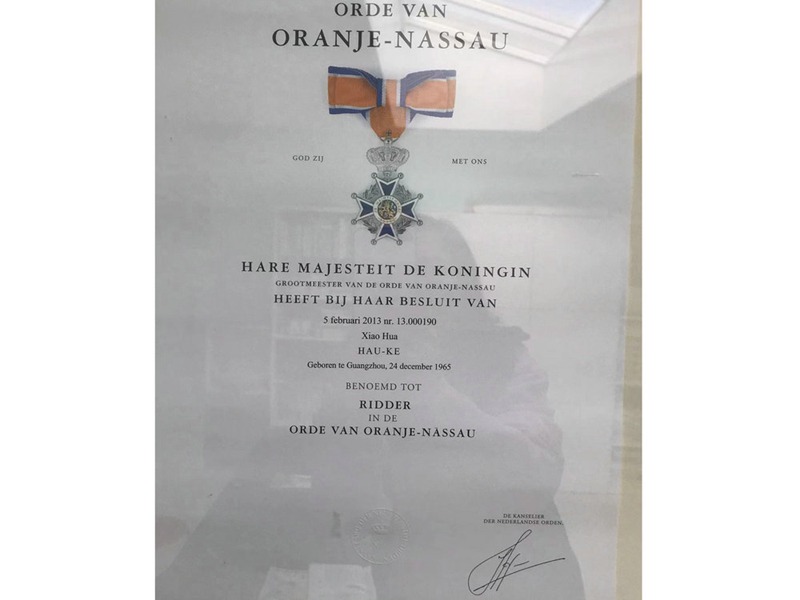 ORDE VAN
ORANJE-NASSAU
GOD ZIJ MET ONS
HARE MAJESTEIT DE KONINGIN
GROOTMEESTER VAN DE ORDE VAN ORANJE-NASSAU
HEEFT BIJ HAAR BESLUIT VAN
5 februari 2013 nr. 13.000190
Xiao Hua
HAU-KE
Geboren te Guangzhou, 24 december 1965
BENOEMD TOT
RIDDER
IN DE
ORDE VAN ORANJE-NASSAU
DE KANSELIER
DER NEDERLANDSE ORDEN,